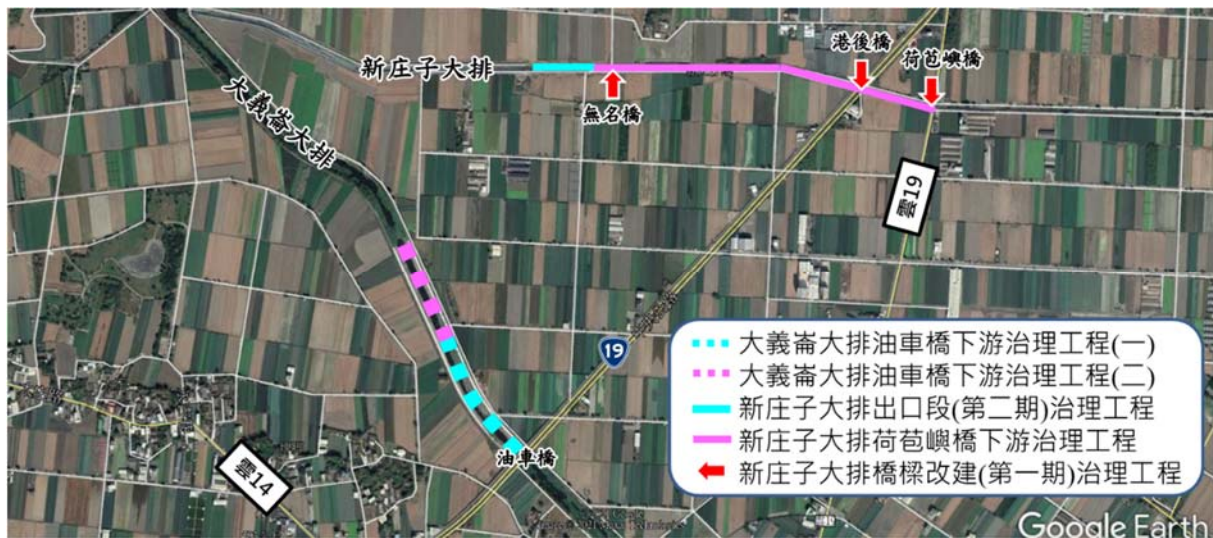 港後橋
荷苞嶼橋
新庄子大排
無名橋
大義崙大排
雲19
19
大義崙大排油車橋下游治理工程(一)
大義崙大排油車橋下游治理工程(二)
新庄子大排出口段(第二期)治理工程
新庄子大排荷苞嶼橋下游治理工程
新庄子大排橋樑改建(第一期)治理工程
油車橋
雲14
Google Earth